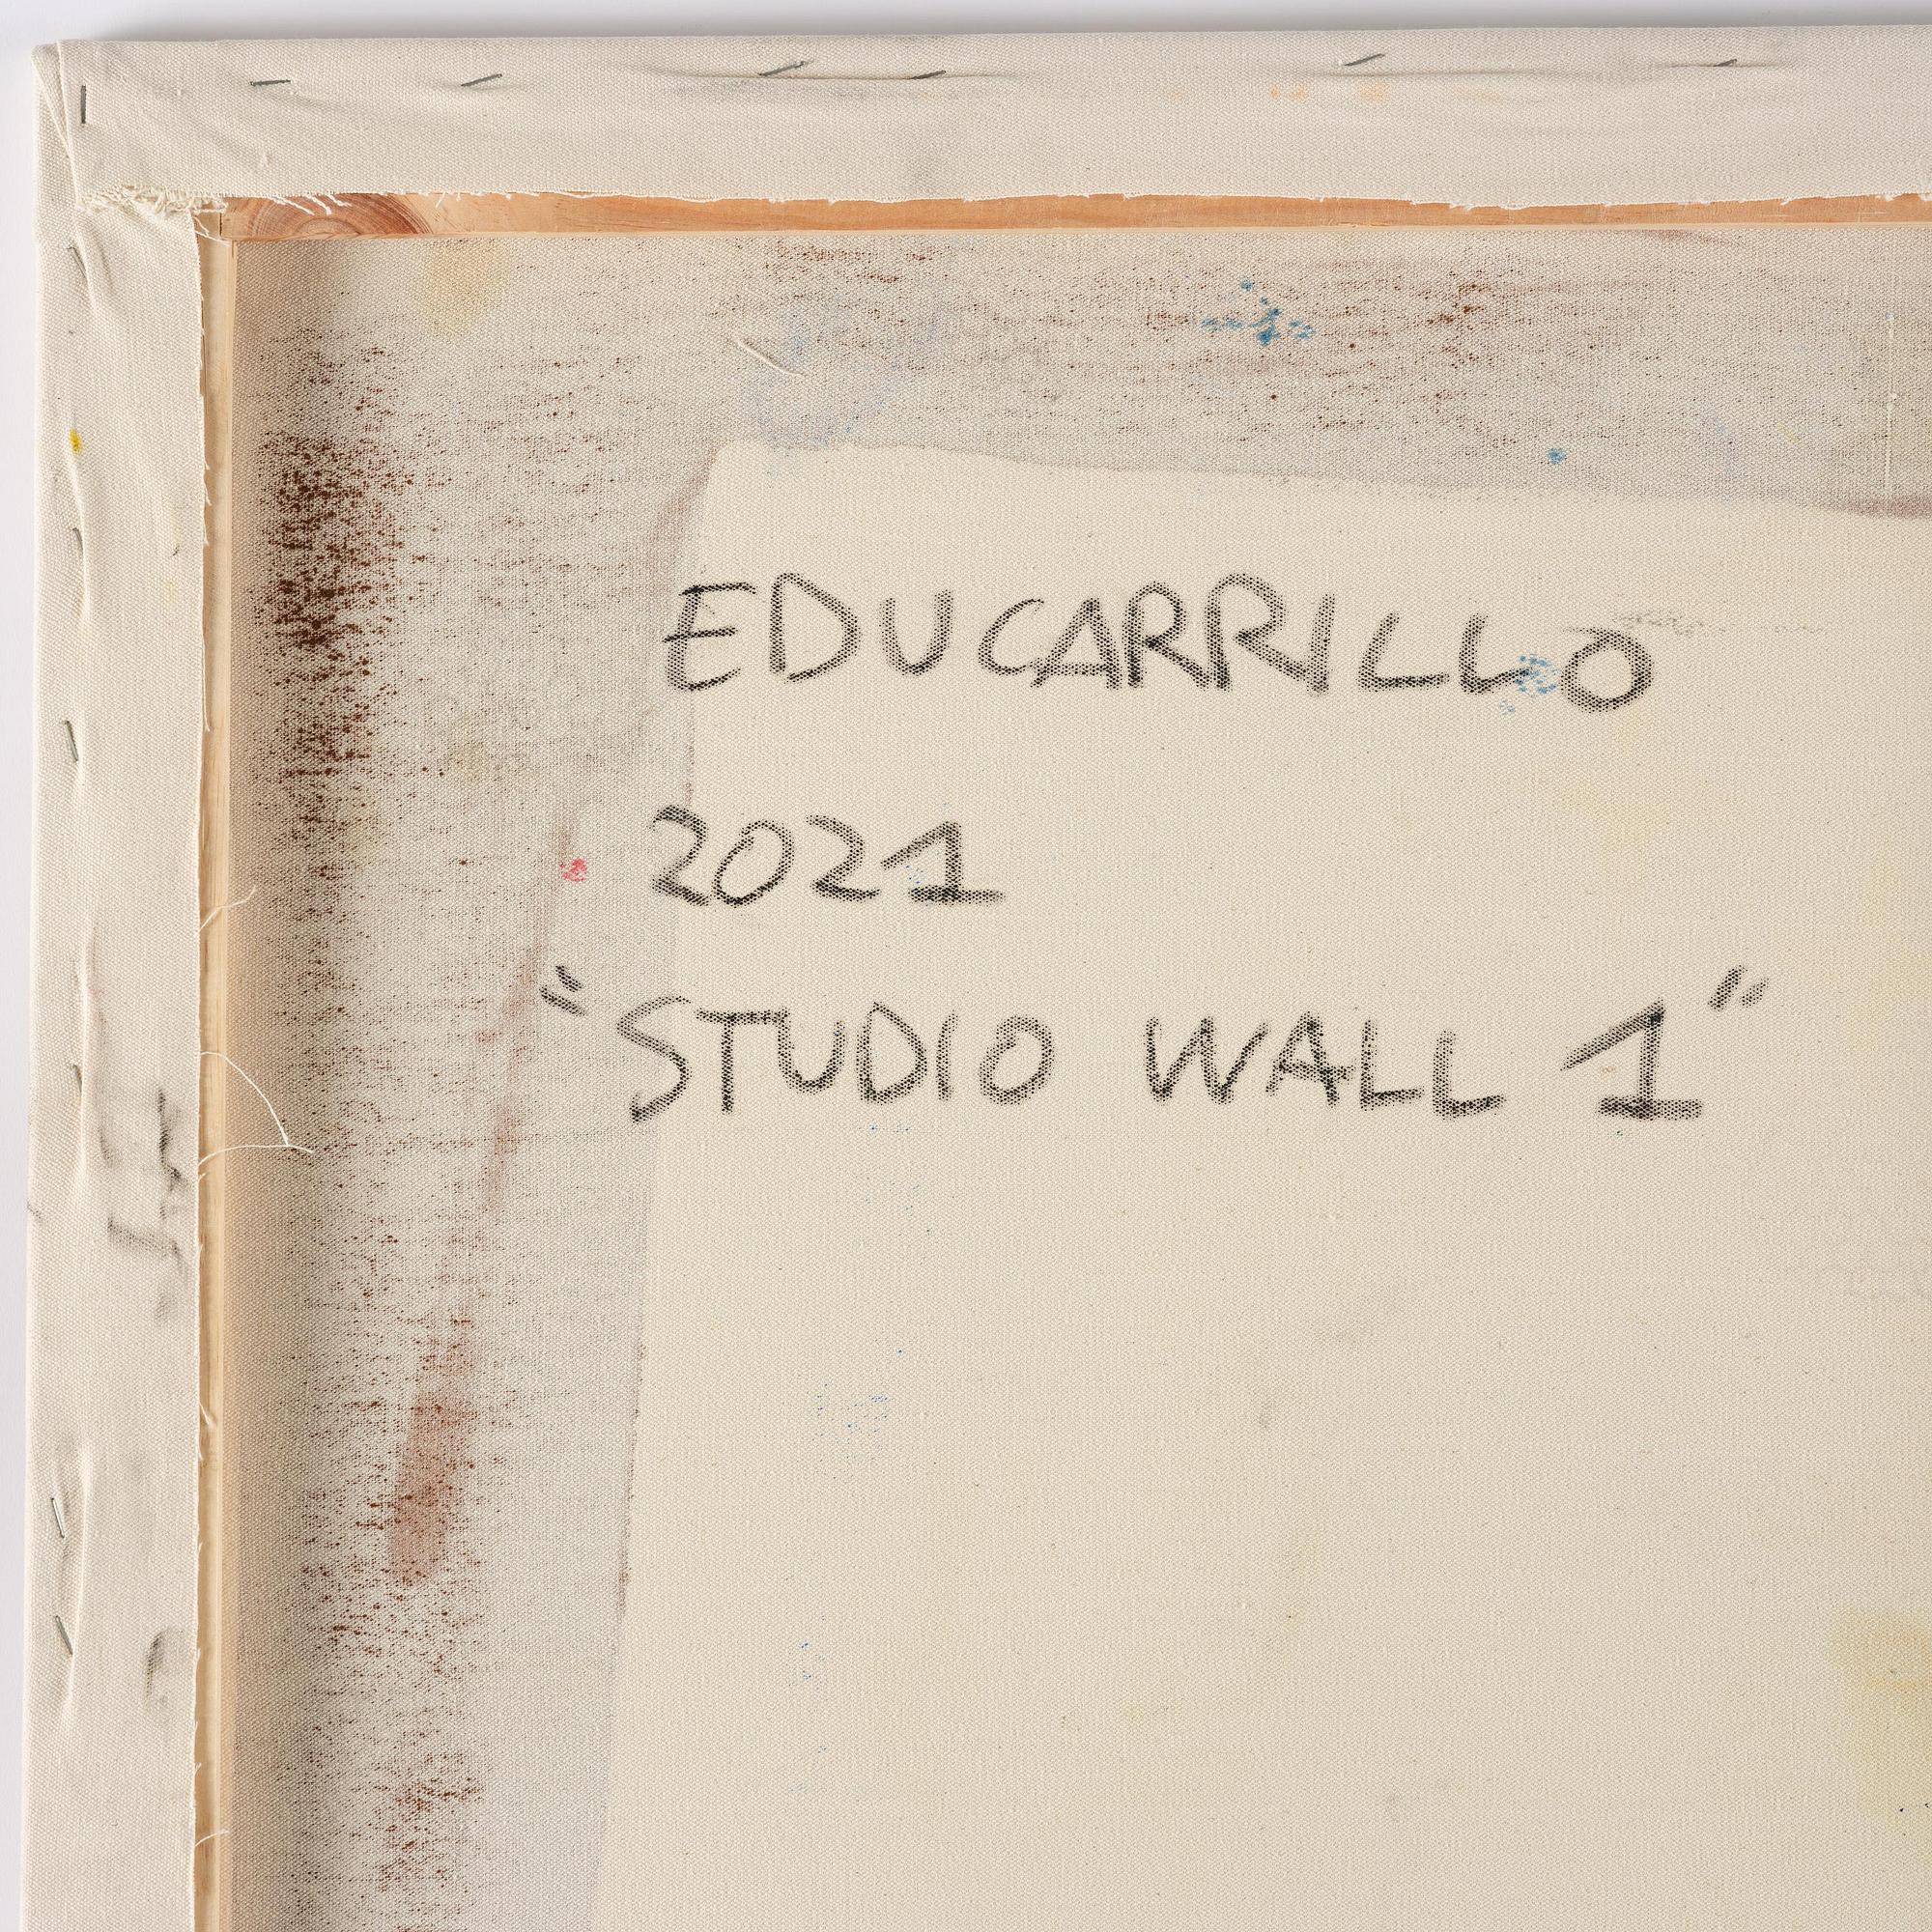 EDUCARRILLO
2021
"STUDIO WALL 1"